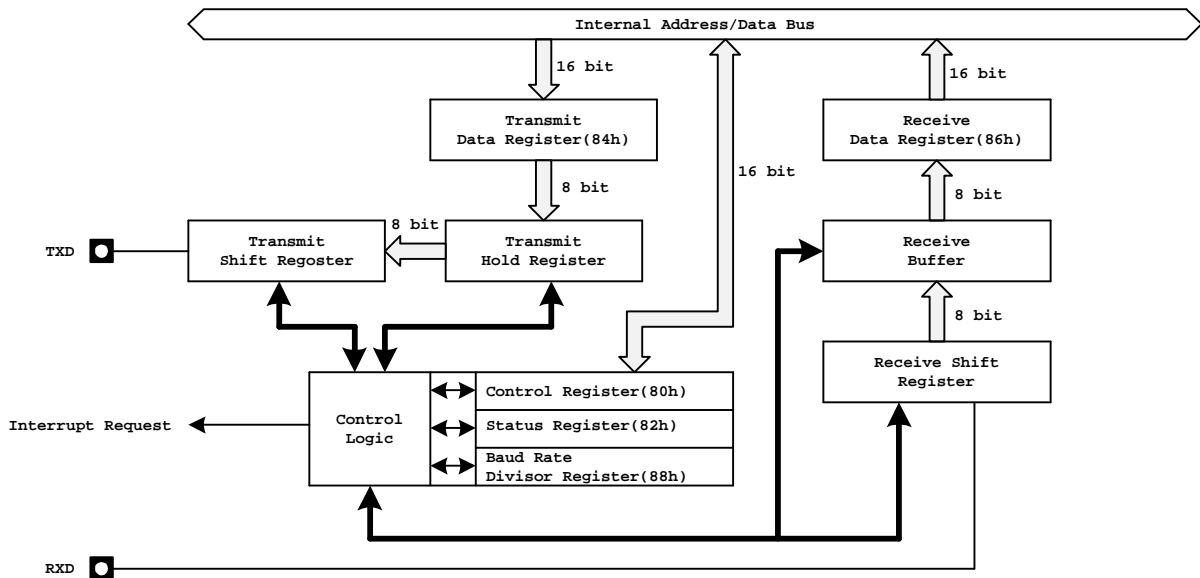 Internal Address/Data Bus
16 bit
16 bit
Transmit
Data Register(84h)
Receive
Data Register(86h)
16 bit
8 bit
8 bit
8 bit
TXD
Transmit
Shift Regoster
Transmit
Hold Register
Receive
Buffer
8 bit
Receive Shift
Register
Control
Logic
Control Register(80h)
Status Register(82h)
Baud Rate
Divisor Register(88h)
Interrupt Request
RXD